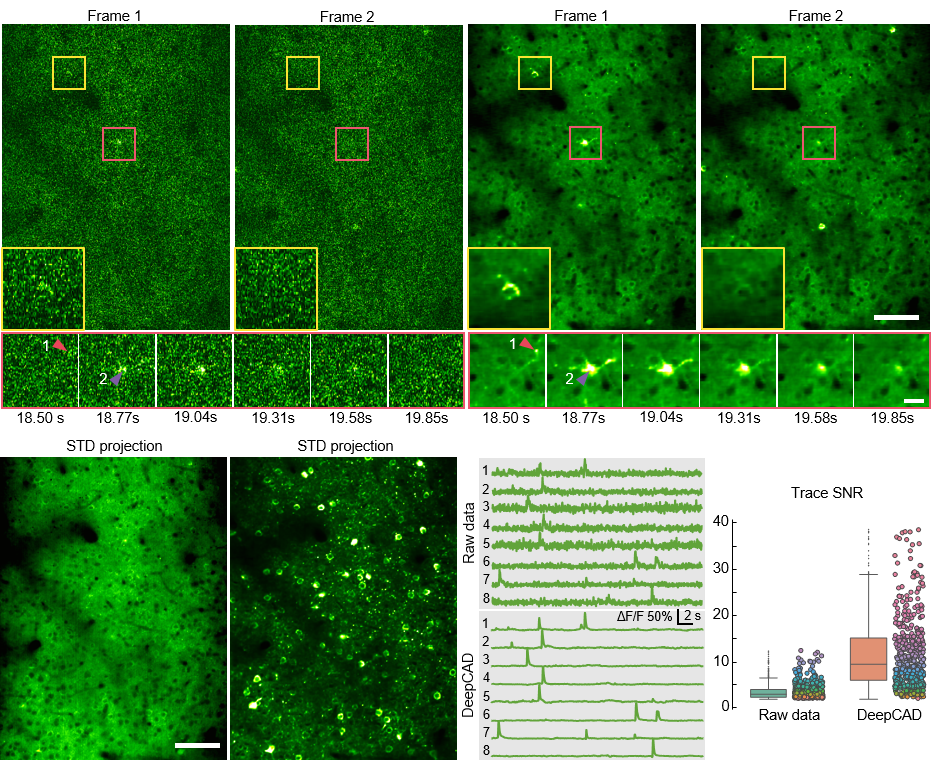 Frame 1 Frame 2 Frame 1 Frame 2
1 2 1 2
18.50 s 18.77s 19.04s 19.31s 19.58s 19.85s 18.50 s 18.77s 19.04s 19.31s 19.58s 19.85s
STD projection STD projection
Raw data
1
2
3
4
5
6
7
8
DeepCAD
ΔF/F 50% 2 s
1
2
3
4
5
6
7
8
Trace SNR
40
30
20
10
0
Raw data DeepCAD